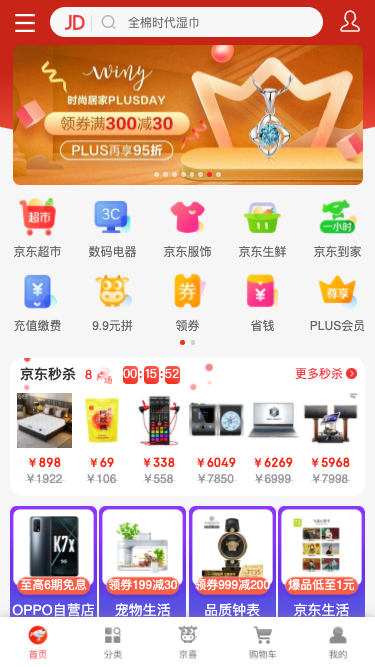 JD 全棉时代湿巾
Winy
时尚居家PLUSDAY
领券满300减30
PLUS再享95折
超市 3C 一小时
京东超市 数码电器 京东服饰 京东生鲜 京东到家
券 尊享
充值缴费 9.9元拼 领券 省钱 PLUS会员
京东秒杀 8点场 00:15:52 更多秒杀
¥898 ¥69 ¥338 ¥6049 ¥6269 ¥5968
¥1922 ¥106 ¥558 ¥7850 ¥6999 ¥7998
K7x
至高6期免息 领券199减30 领券999减200 爆品低至1元
OPPO自营店 宠物生活 品质钟表 京东生活
首页 分类 京喜 购物车 我的